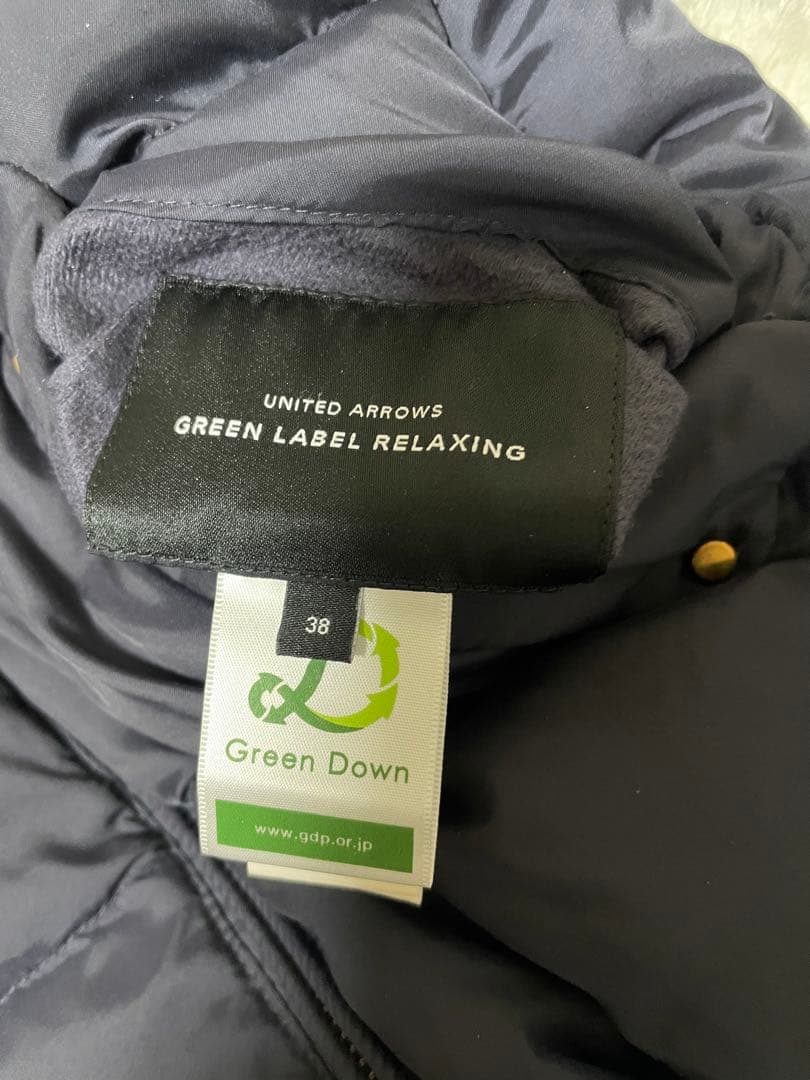 UNITED ARROWS
GREEN LABEL RELAXING
38
Green Down
www.gdp.or.jp